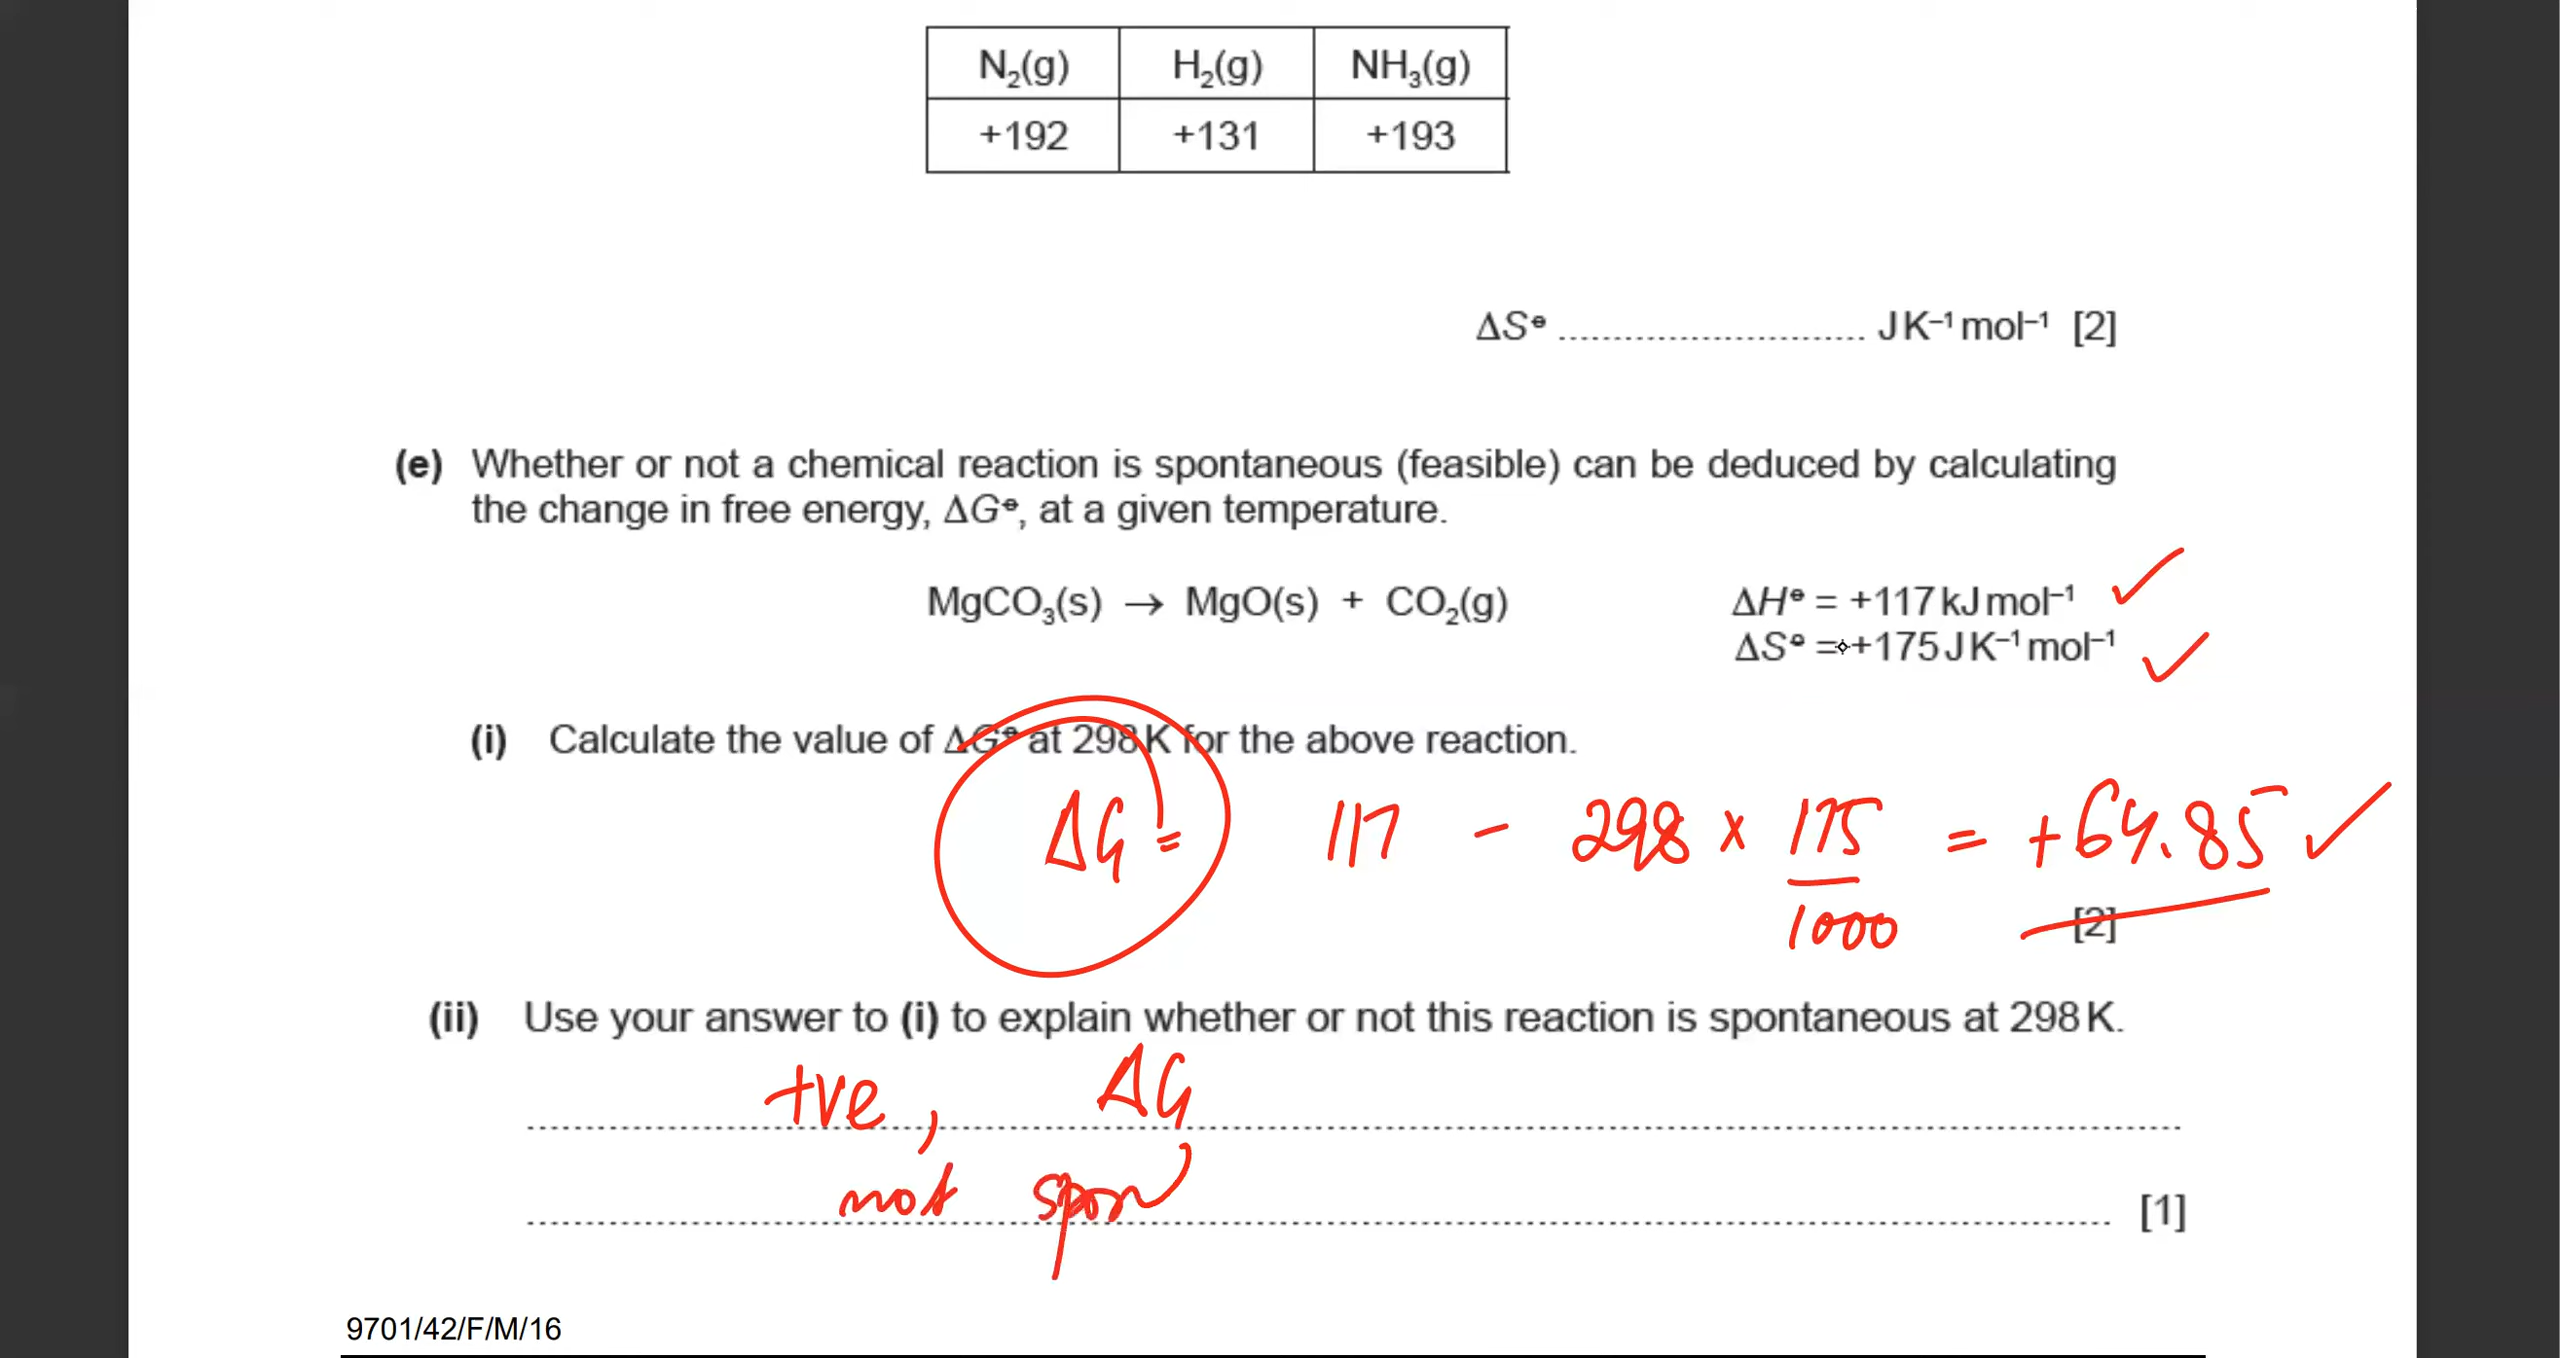 N₂(g) H₂(g) NH₃(g)
+192 +131 +193
ΔS⦵ .............................. J K⁻¹ mol⁻¹ [2]
(e) Whether or not a chemical reaction is spontaneous (feasible) can be deduced by calculating
the change in free energy, ΔG⦵, at a given temperature.
MgCO₃(s) → MgO(s) + CO₂(g) ΔH⦵ = +117 kJ mol⁻¹ ✓
ΔS⦵ = +175 J K⁻¹ mol⁻¹ ✓
(i) Calculate the value of ΔG⦵ at 298 K for the above reaction.
ΔG = 117 - 298 × 175/1000 = +64.85 ✓
[2]
(ii) Use your answer to (i) to explain whether or not this reaction is spontaneous at 298 K.
+ve, ΔG
not spon
[1]
9701/42/F/M/16